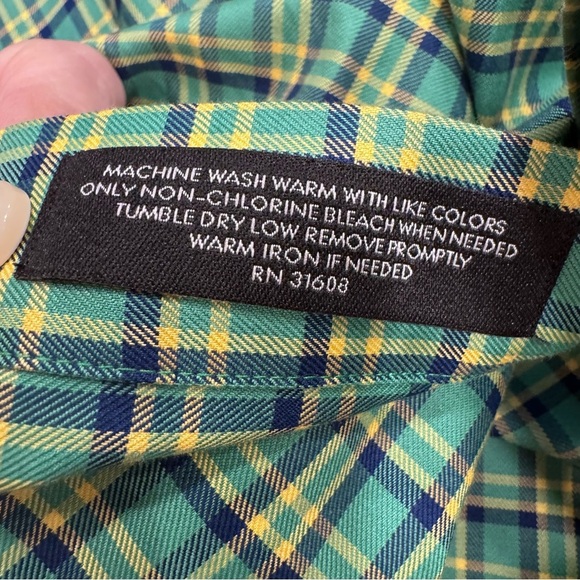 MACHINE WASH WARM WITH LIKE COLORS
ONLY NON-CHLORINE BLEACH WHEN NEEDED
TUMBLE DRY LOW REMOVE PROMPTLY
WARM IRON IF NEEDED
RN 31608